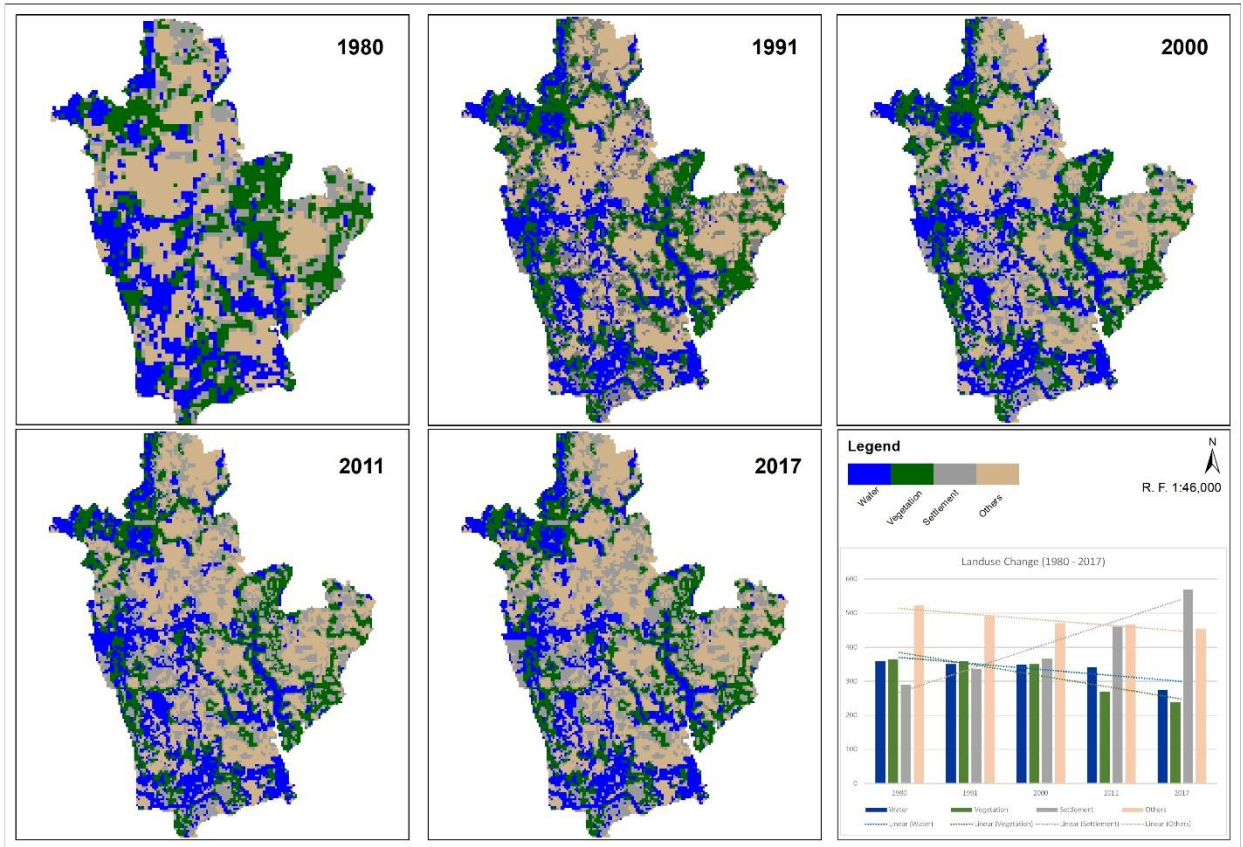 1980
1991
2000
2011
2017
Legend
Water
Vegetation
Settlement
Others
N
R. F. 1:46,000
Landuse Change (1980 - 2017)
600
500
400
300
200
100
0
1980 1991 2000 2011 2017
Water Vegetation Settlement Others
Linear (Water) Linear (Vegetation) Linear (Settlement) Linear (Others)